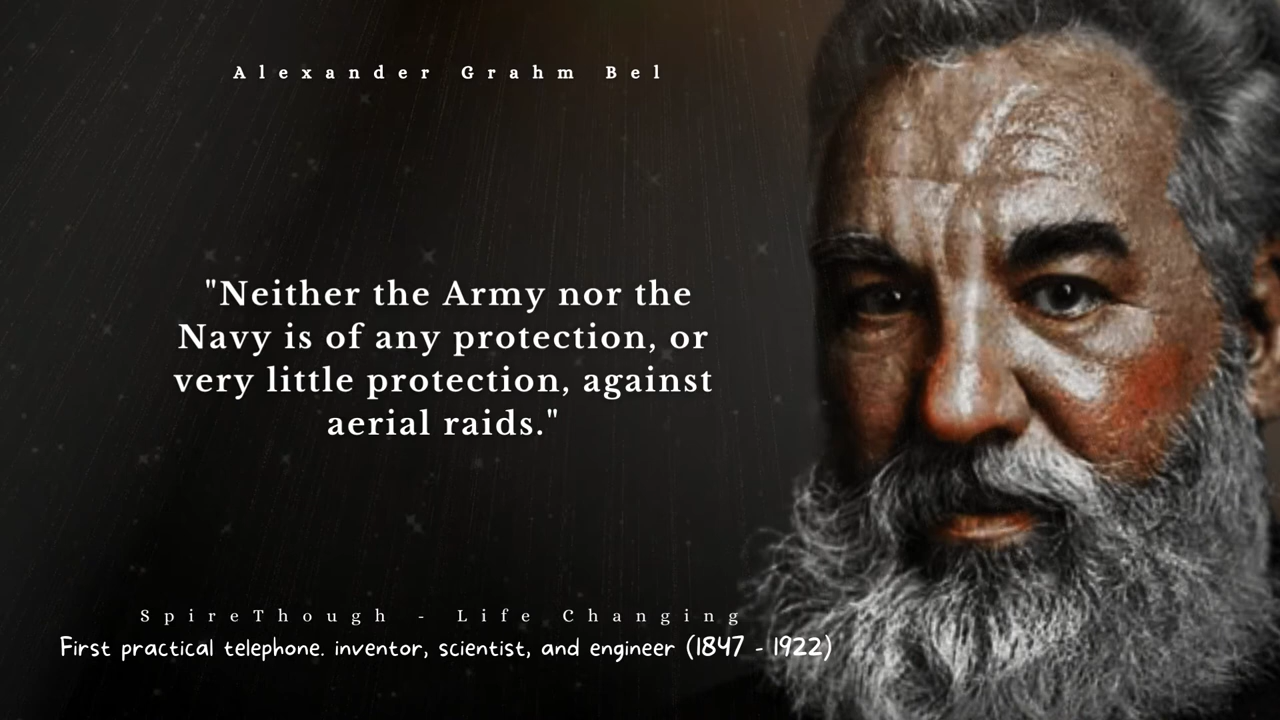 Alexander Grahm Bel
"Neither the Army nor the
Navy is of any protection, or
very little protection, against
aerial raids."
SpireThough - Life Changing
First practical telephone. inventor, scientist, and engineer (1847 - 1922)